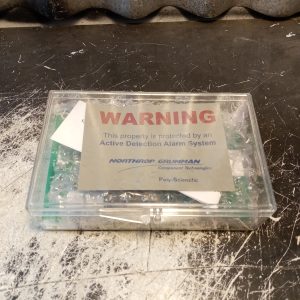 WARNING
This property is protected by an
Active Detection Alarm System
NORTHROP GRUMMAN
Component Technologies
Poly-Scientific